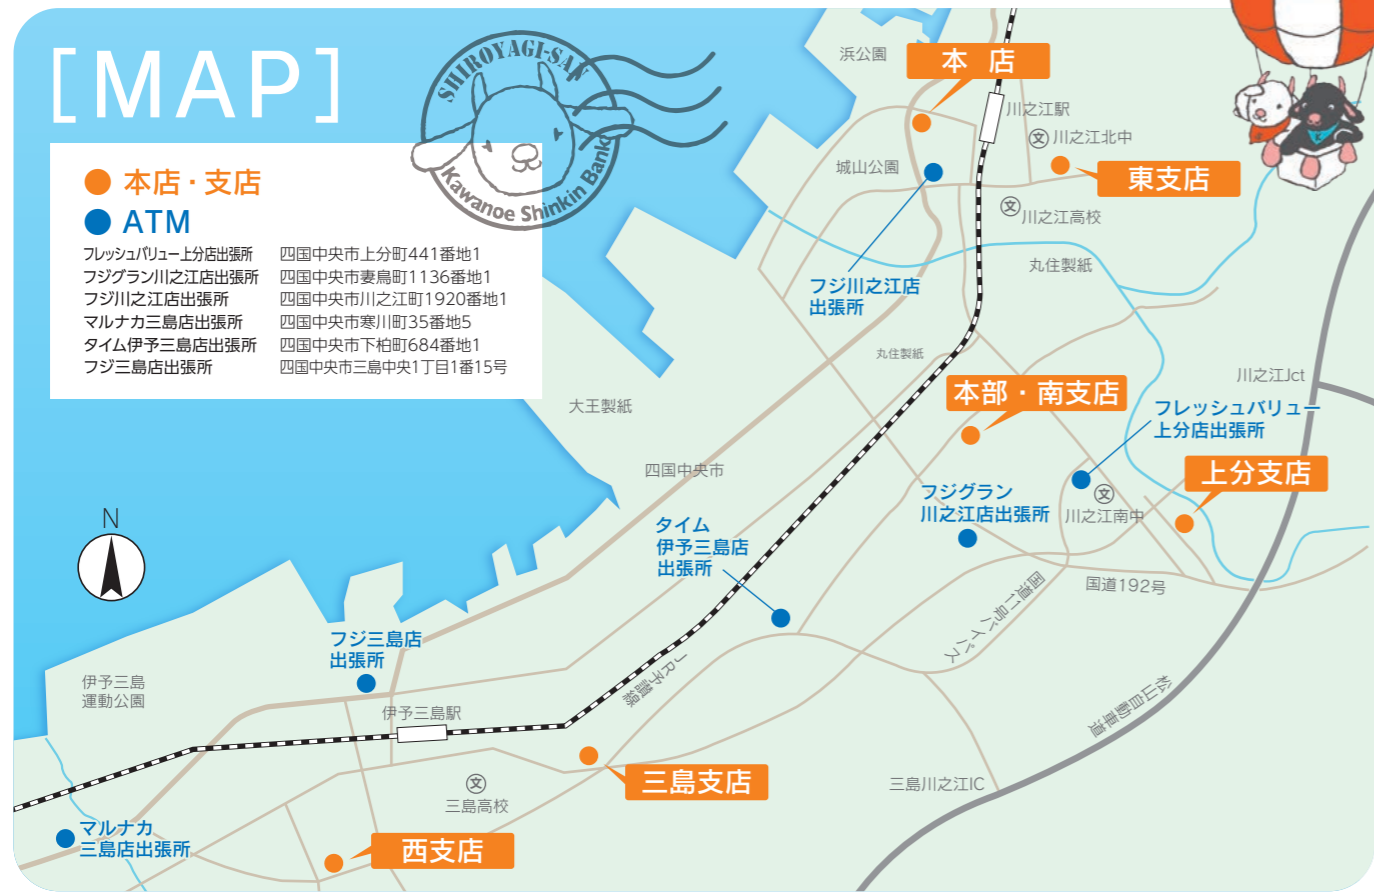 [MAP]
SHIROYAGI-SAN
Kawanoe Shinkin Bank
本店・支店
ATM
フレッシュバリュー上分店出張所 四国中央市上分町441番地1
フジグラン川之江店出張所 四国中央市妻鳥町1136番地1
フジ川之江店出張所 四国中央市川之江町1920番地1
マルナカ三島店出張所 四国中央市寒川町35番地5
タイム伊予三島店出張所 四国中央市下柏町684番地1
フジ三島店出張所 四国中央市三島中央1丁目1番15号
浜公園
本 店
川之江駅
文 川之江北中
城山公園
東支店
文 川之江高校
丸住製紙
フジ川之江店
出張所
丸住製紙
川之江Jct
本部・南支店
大王製紙
フレッシュバリュー
上分店出張所
四国中央市
上分支店
フジグラン
川之江店出張所
文
川之江南中
タイム
伊予三島店
出張所
N
国道192号
国道11号バイパス
フジ三島店
出張所
JR予讃線
伊予三島
運動公園
伊予三島駅
松山自動車道
三島支店
三島川之江IC
文
三島高校
マルナカ
三島店出張所
西支店